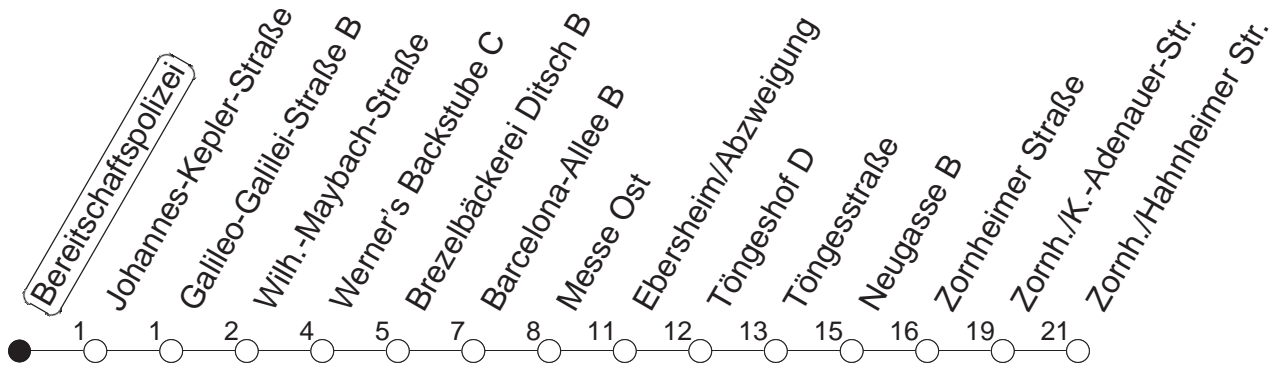 Bereitschaftspolizei
Johannes-Kepler-Straße
Galileo-Galilei-Straße B
Wilh.-Maybach-Straße
Werner's Backstube C
Brezelbäckerei Ditsch B
Barcelona-Allee B
Messe Ost
Ebersheim/Abzweigung
Töngeshof D
Töngesstraße
Neugasse B
Zornheimer Straße
Zornh./K.-Adenauer-Str.
Zornh./Hahnheimer Str.
1 1 2 4 5 7 8 11 12 13 15 16 19 21